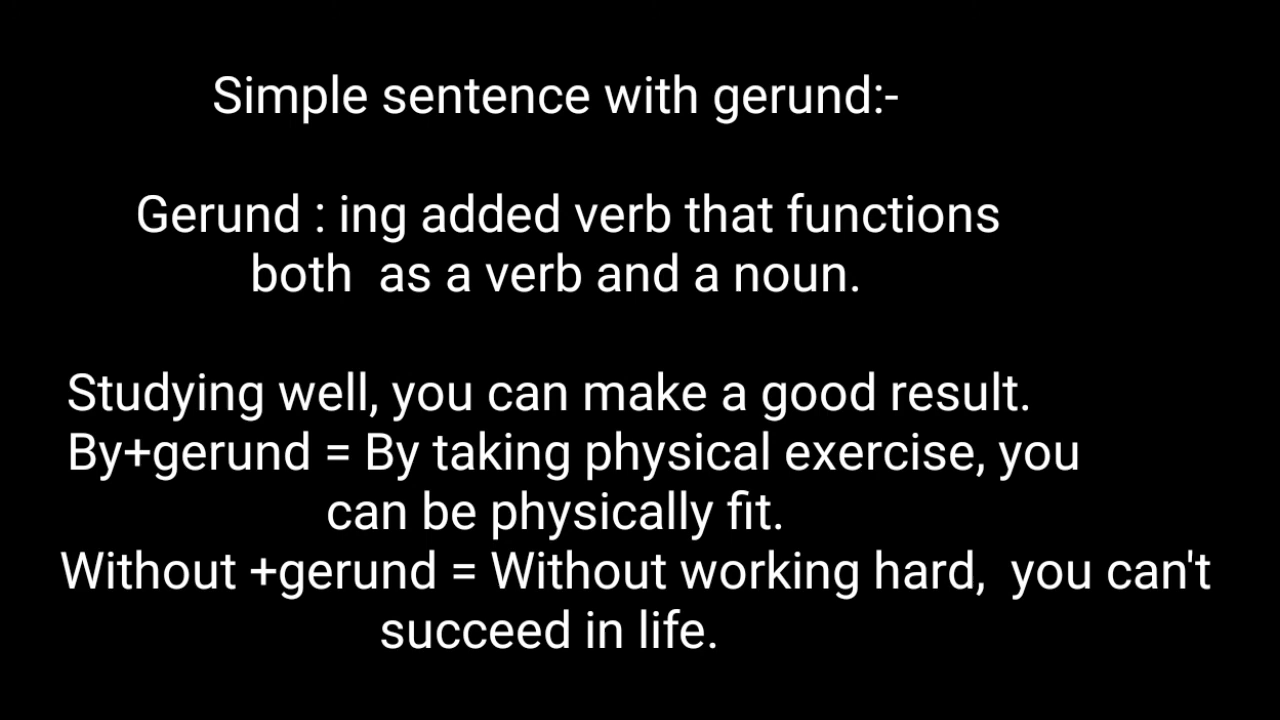 Simple sentence with gerund:-
Gerund : ing added verb that functions
both  as a verb and a noun.
Studying well, you can make a good result.
By+gerund = By taking physical exercise, you
can be physically fit.
Without +gerund = Without working hard,  you can't
succeed in life.